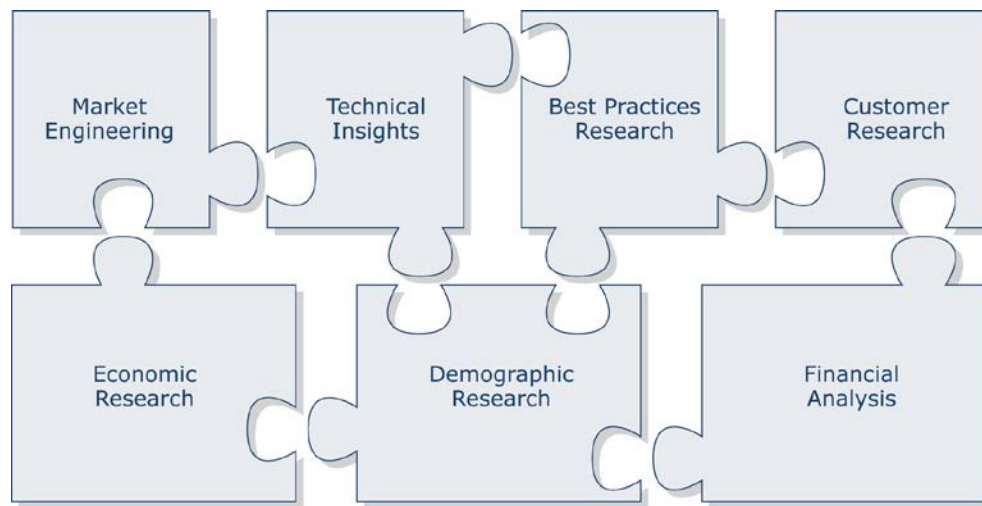 Market
Engineering
Technical
Insights
Best Practices
Research
Customer
Research
Economic
Research
Demographic
Research
Financial
Analysis